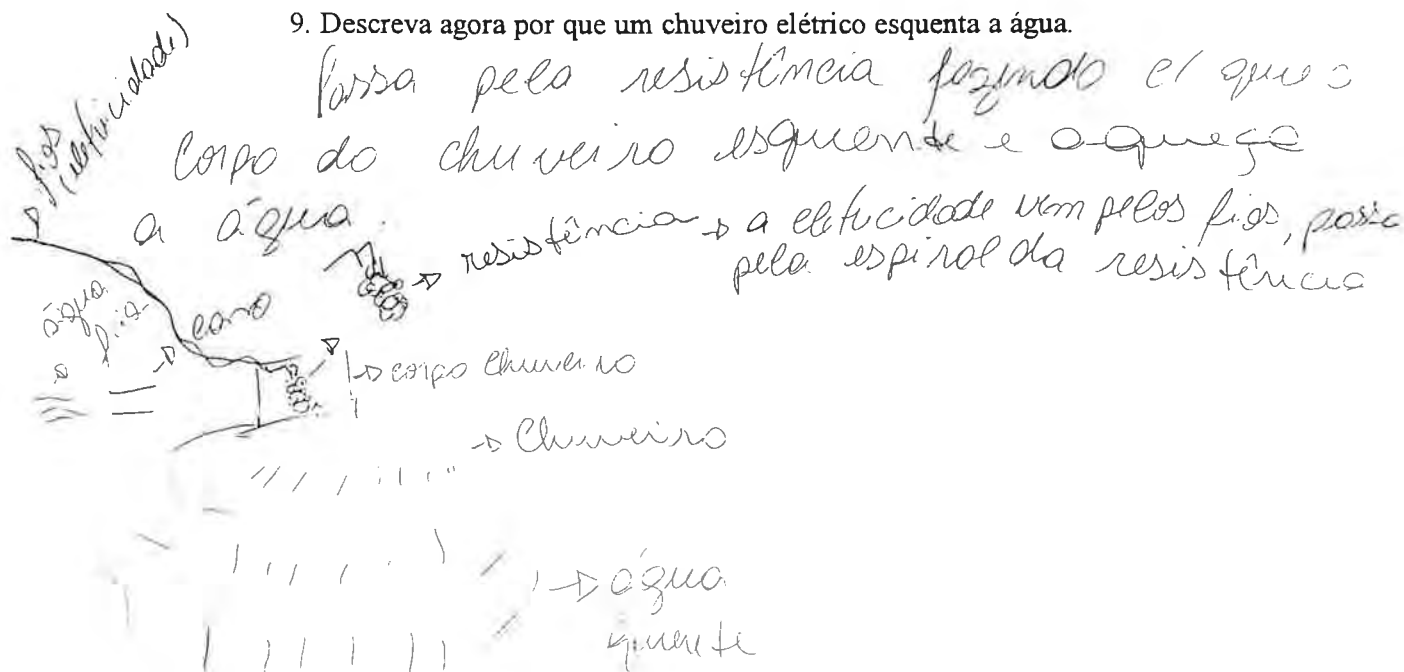 9. Descreva agora por que um chuveiro elétrico esquenta a água.
Passa pela resistência fazendo c/ que o
corpo do chuveiro esquente e aqueça
a água.
fios
(eletricidade)
resistência → a eletricidade vem pelos fios, passa
pela espiral da resistência
água
fria
cano
corpo chuveiro
Chuveiro
água
quente